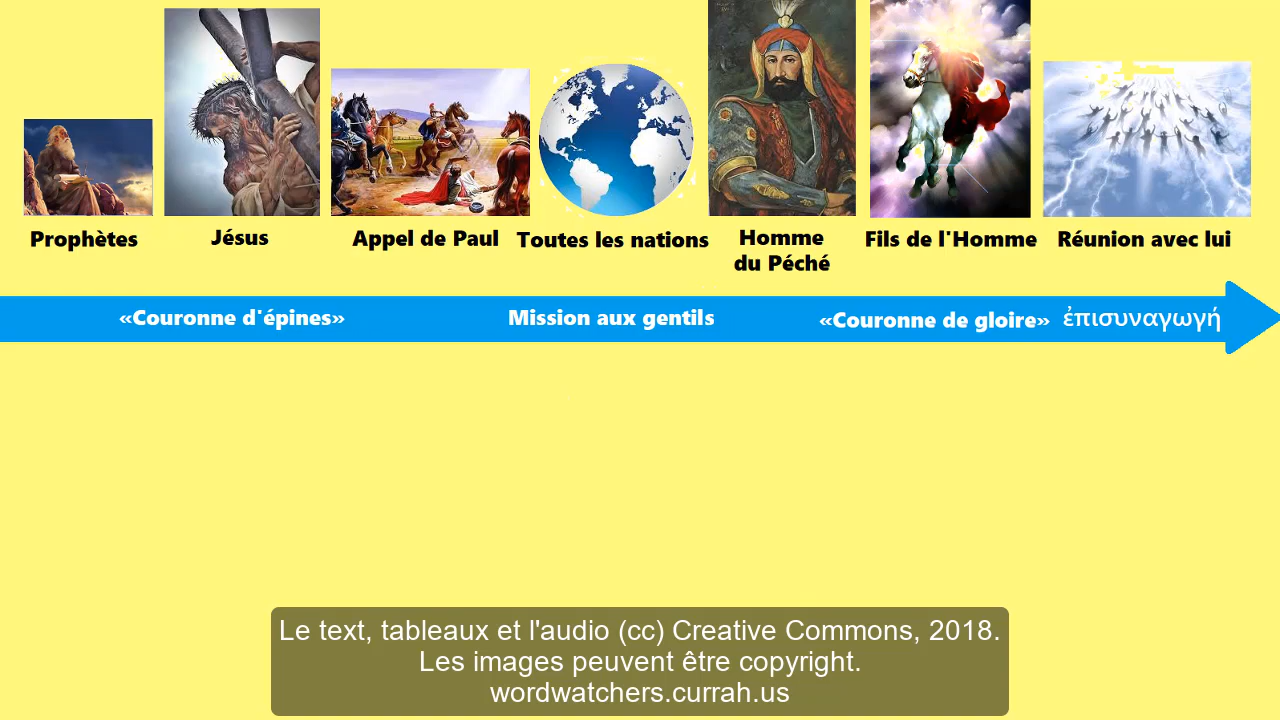 Prophètes
Jésus
Appel de Paul
Toutes les nations
Homme
du Péché
Fils de l'Homme
Réunion avec lui
«Couronne d'épines»
Mission aux gentils
«Couronne de gloire»
ἐπισυναγωγή
Le text, tableaux et l'audio (cc) Creative Commons, 2018.
Les images peuvent être copyright.
wordwatchers.currah.us